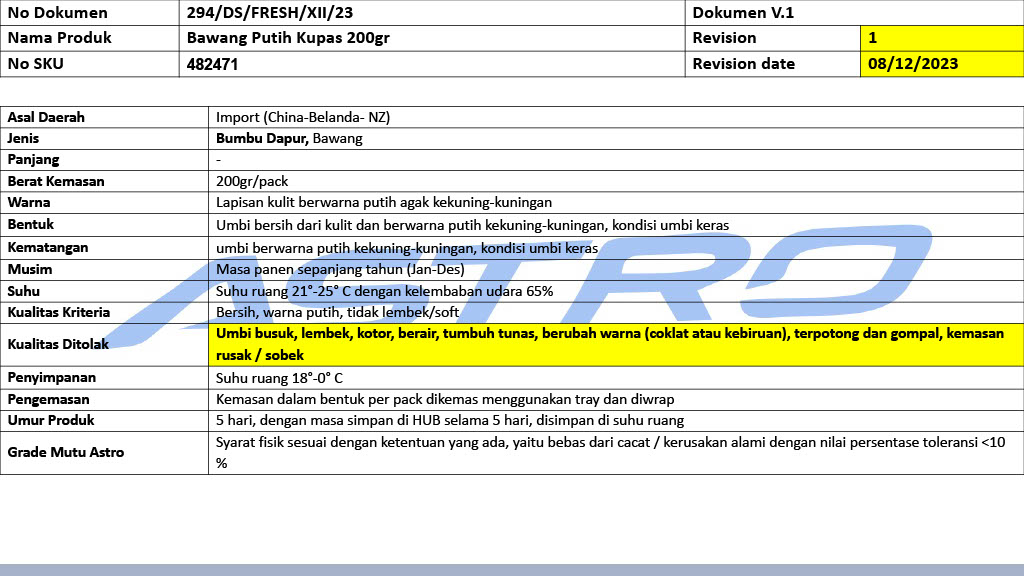 No Dokumen 294/DS/FRESH/XII/23 Dokumen V.1
Nama Produk Bawang Putih Kupas 200gr Revision 1
No SKU 482471 Revision date 08/12/2023
Asal Daerah Import (China-Belanda- NZ)
Jenis Bumbu Dapur, Bawang
Panjang -
Berat Kemasan 200gr/pack
Warna Lapisan kulit berwarna putih agak kekuning-kuningan
Bentuk Umbi bersih dari kulit dan berwarna putih kekuning-kuningan, kondisi umbi keras
Kematangan umbi berwarna putih kekuning-kuningan, kondisi umbi keras
Musim Masa panen sepanjang tahun (Jan-Des)
Suhu Suhu ruang 21°-25° C dengan kelembaban udara 65%
Kualitas Kriteria Bersih, warna putih, tidak lembek/soft
Kualitas Ditolak Umbi busuk, lembek, kotor, berair, tumbuh tunas, berubah warna (coklat atau kebiruan), terpotong dan gompal, kemasan
rusak / sobek
Penyimpanan Suhu ruang 18°-0° C
Pengemasan Kemasan dalam bentuk per pack dikemas menggunakan tray dan diwrap
Umur Produk 5 hari, dengan masa simpan di HUB selama 5 hari, disimpan di suhu ruang
Grade Mutu Astro Syarat fisik sesuai dengan ketentuan yang ada, yaitu bebas dari cacat / kerusakan alami dengan nilai persentase toleransi <10
%
ASTRO